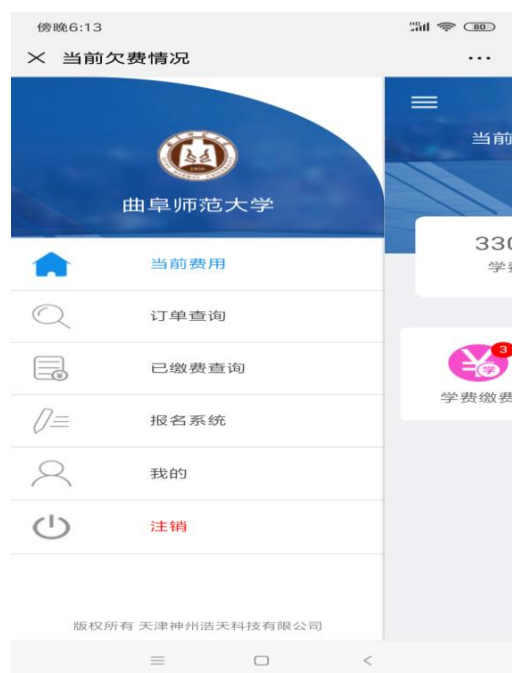 傍晚6:13
HD
80
当前欠费情况
曲阜师范大学
当前费用
订单查询
已缴费查询
报名系统
我的
注销
版权所有 天津神州浩天科技有限公司
当前
330
学费
3
学
学费缴费